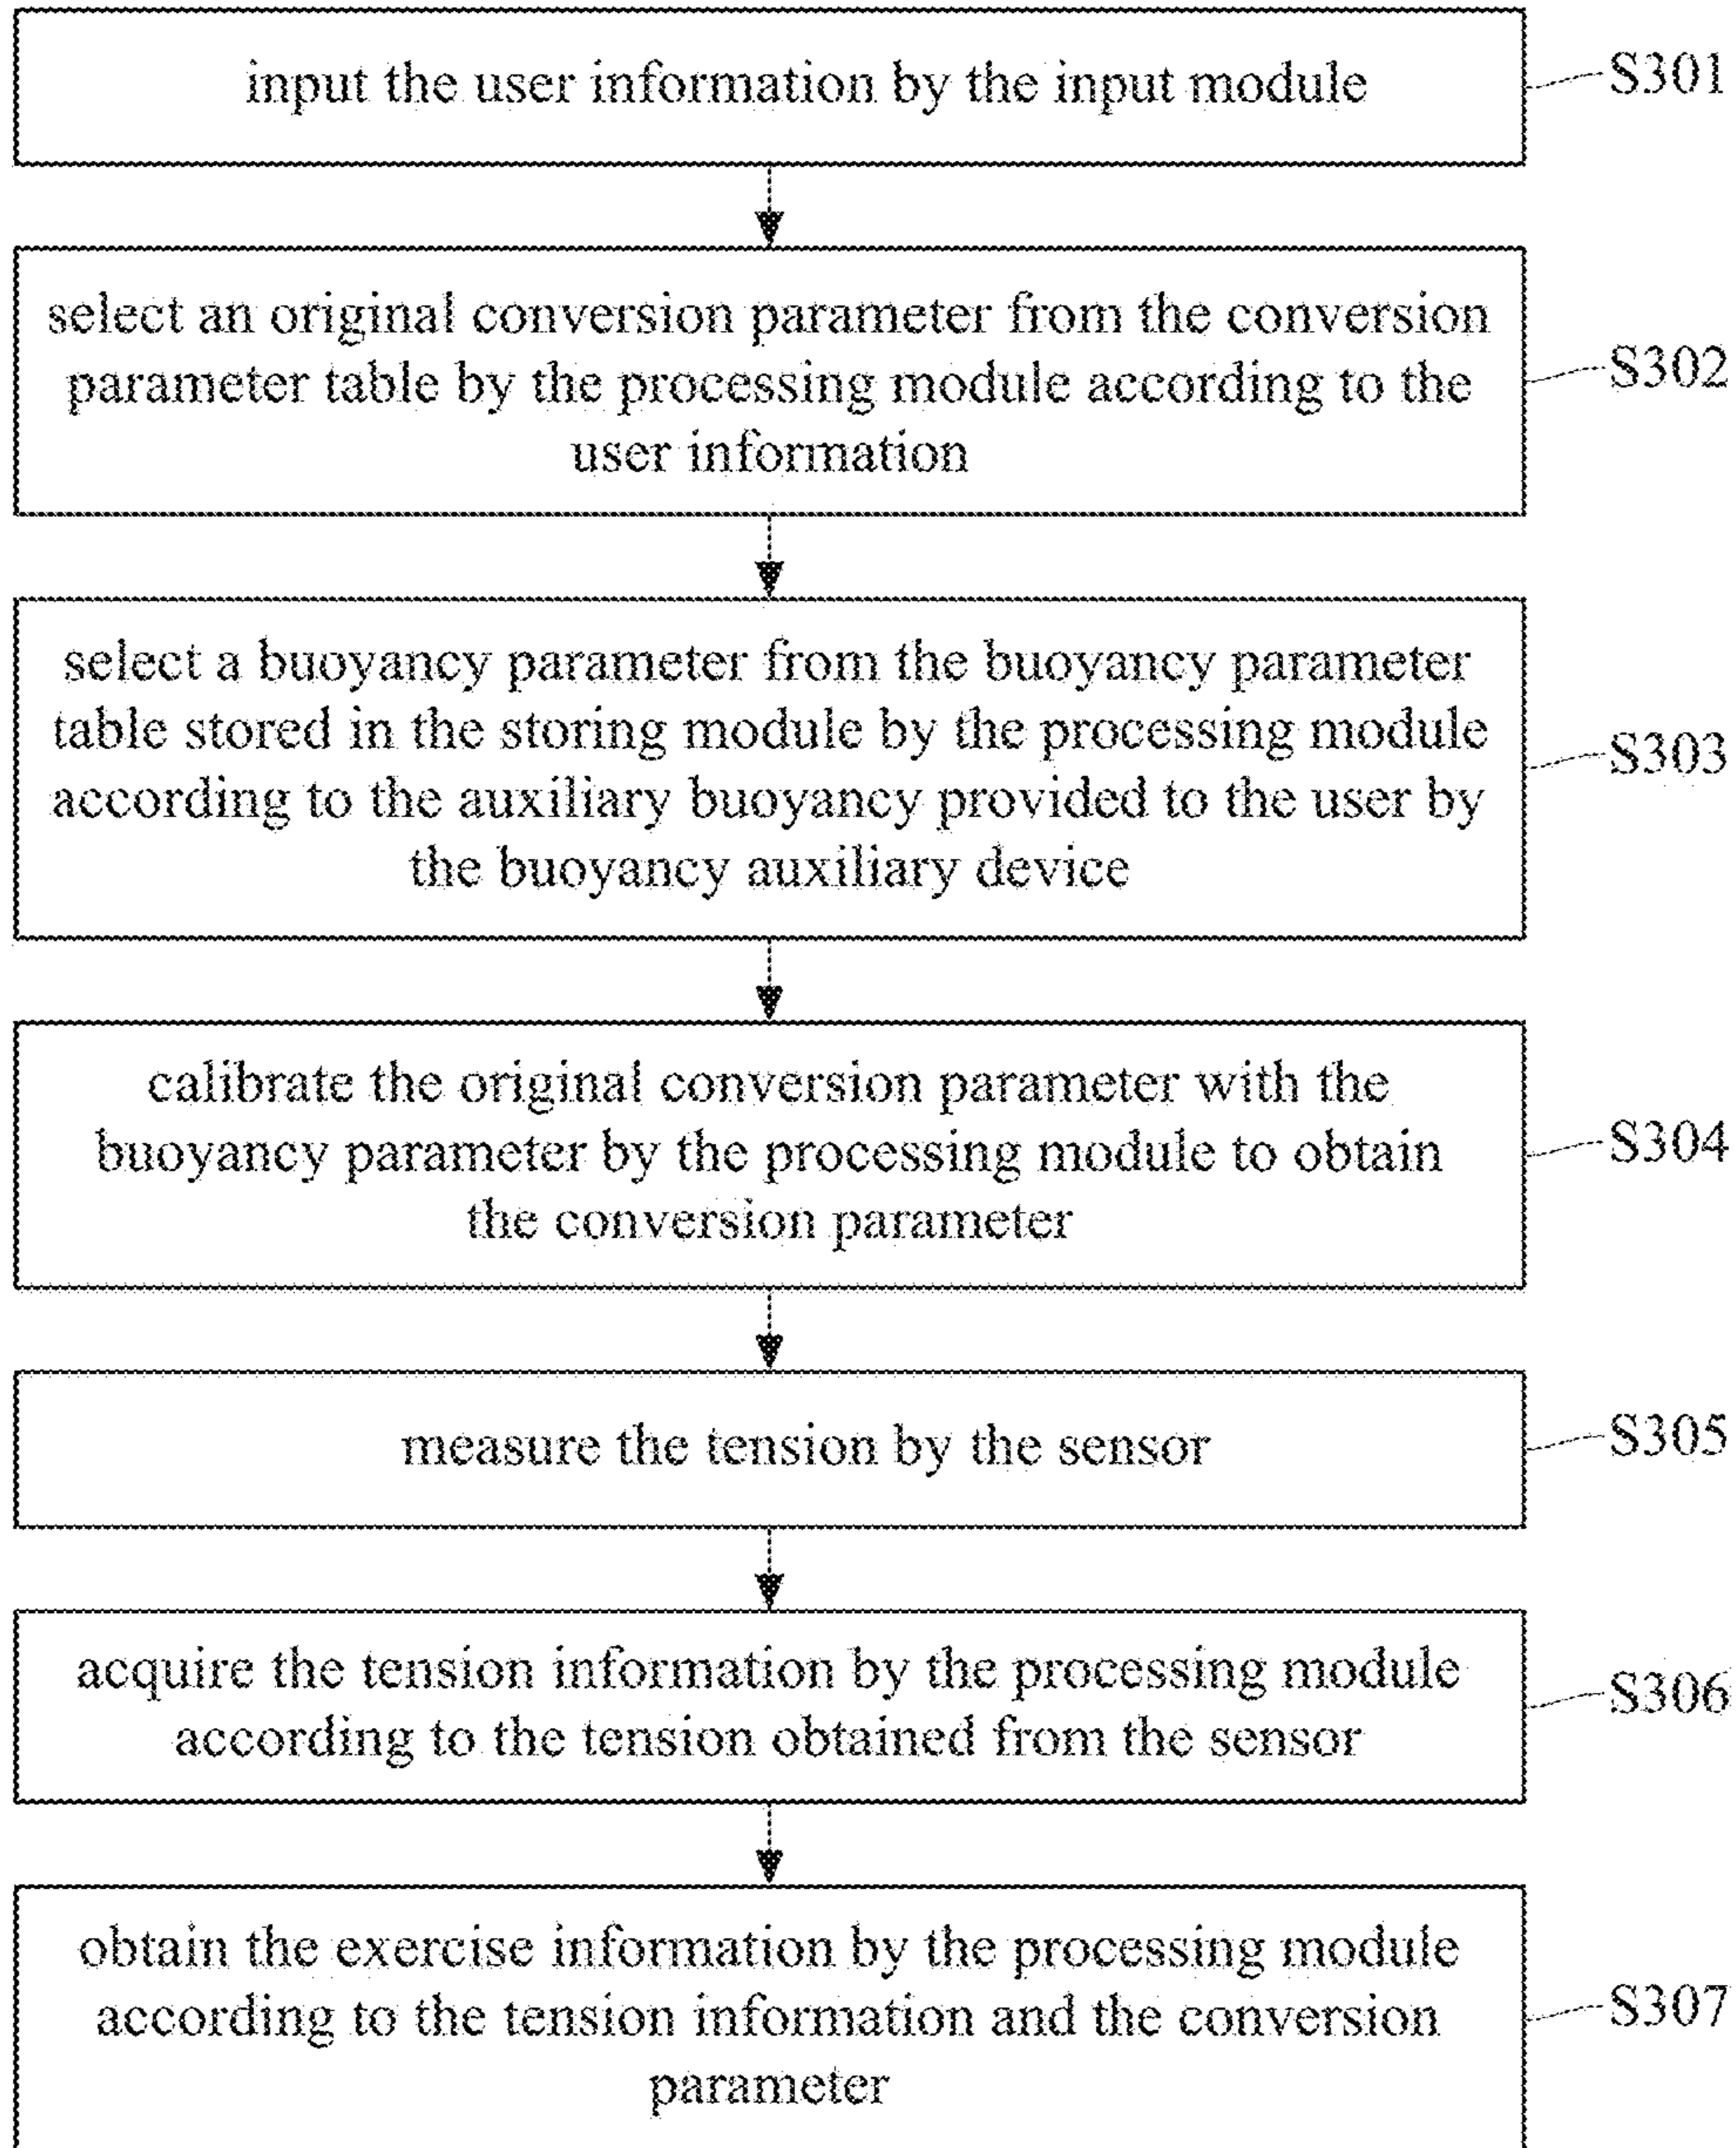 input the user information by the input module
S301
select an original conversion parameter from the conversion
parameter table by the processing module according to the
user information
S302
select a buoyancy parameter from the buoyancy parameter
table stored in the storing module by the processing module
according to the auxiliary buoyancy provided to the user by
the buoyancy auxiliary device
S303
calibrate the original conversion parameter with the
buoyancy parameter by the processing module to obtain
the conversion parameter
S304
measure the tension by the sensor
S305
acquire the tension information by the processing module
according to the tension obtained from the sensor
S306
obtain the exercise information by the processing module
according to the tension information and the conversion
parameter
S307